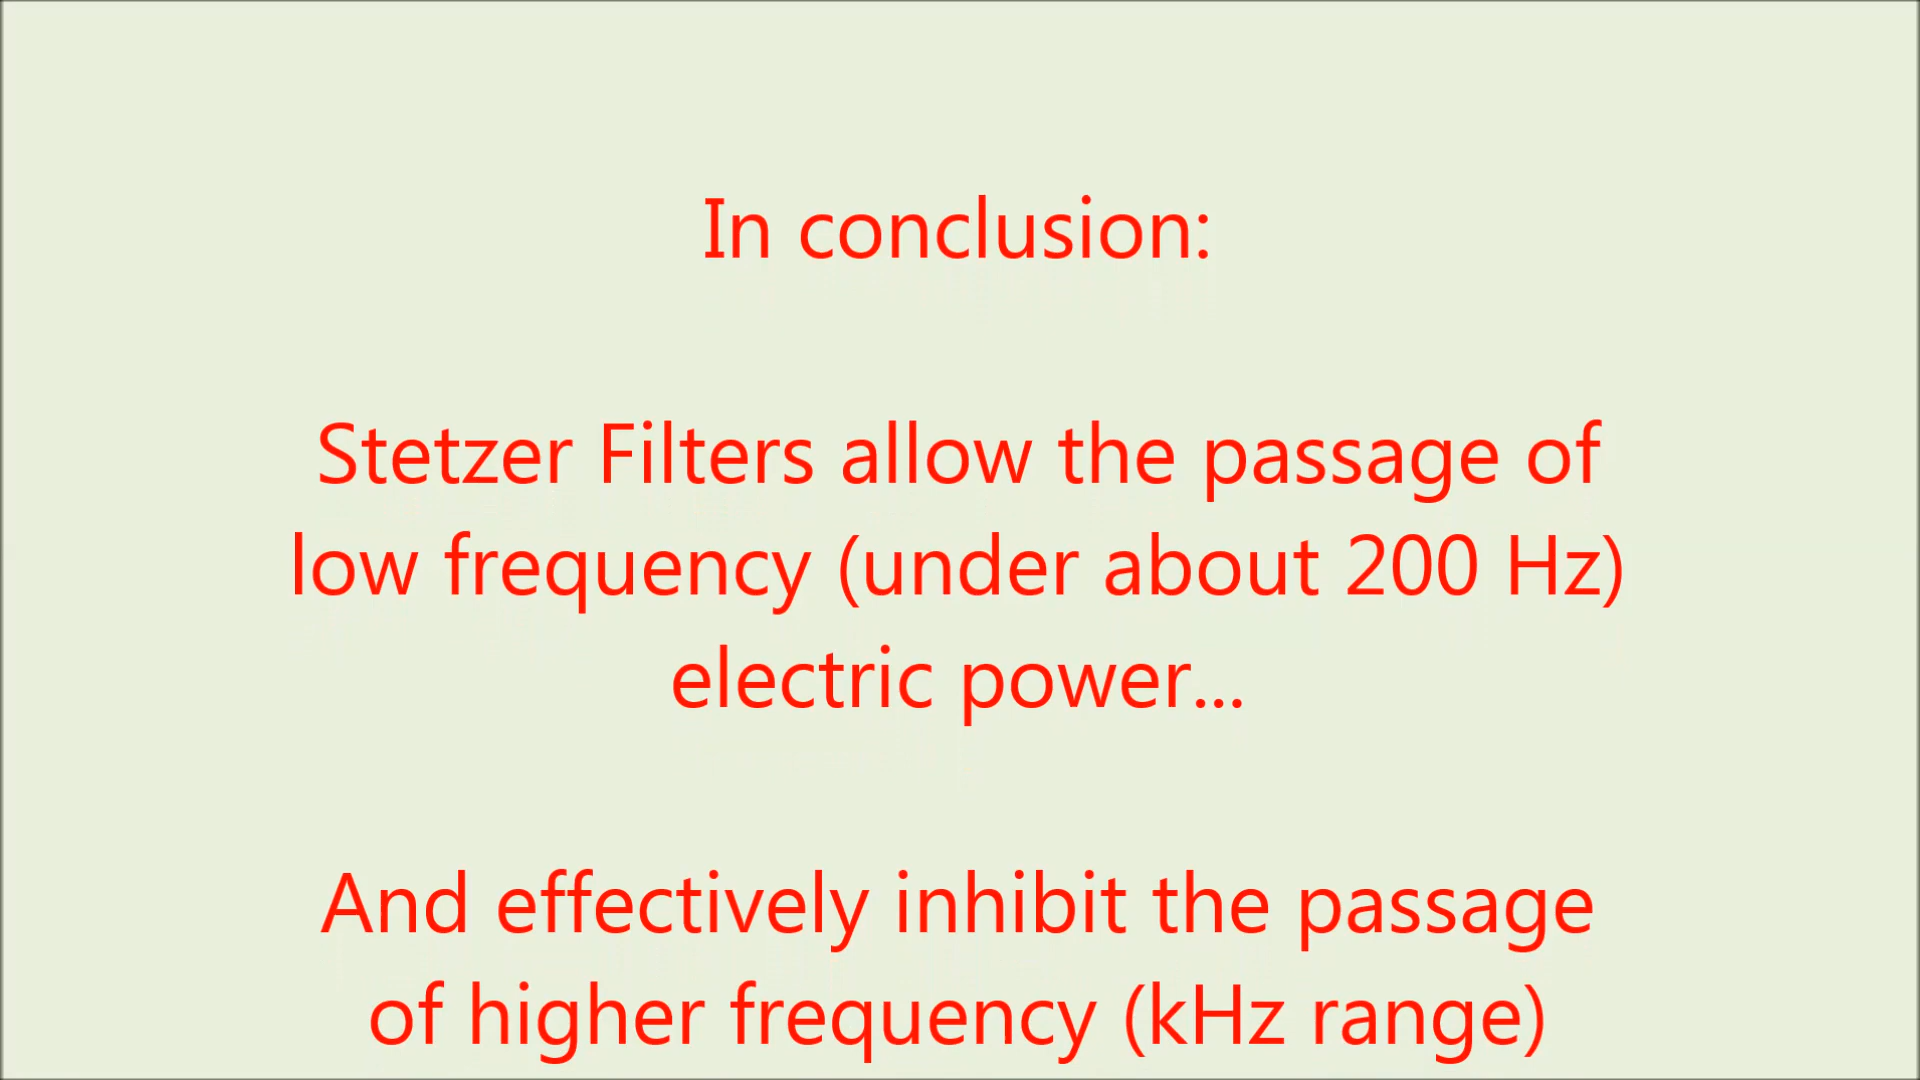 In conclusion:
Stetzer Filters allow the passage of
low frequency (under about 200 Hz)
electric power...
And effectively inhibit the passage
of higher frequency (kHz range)